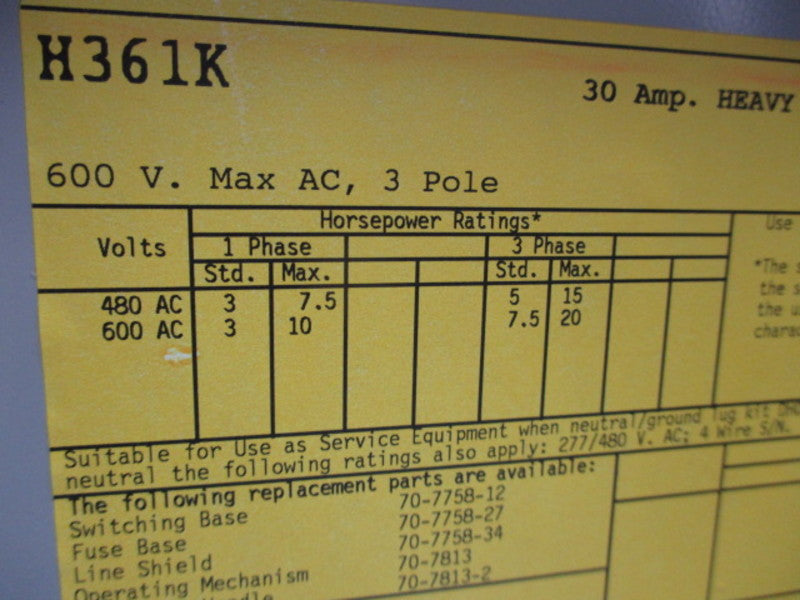 H361K
30 Amp. HEAVY
600 V. Max AC, 3 Pole
Horsepower Ratings*
Volts 1 Phase 3 Phase
Std. Max. Std. Max.
480 AC 3 7.5 5 15
600 AC 3 10 7.5 20
Use
*The
the
the
Suitable for Use as Service Equipment when neutral/ground lug kit
neutral the following ratings also apply: 277/480 V. AC; 4 Wire S/N.
The following replacement parts are available:
Switching Base 70-7758-12
Fuse Base 70-7758-27
Line Shield 70-7758-34
Operating Mechanism 70-7813
70-7813-2